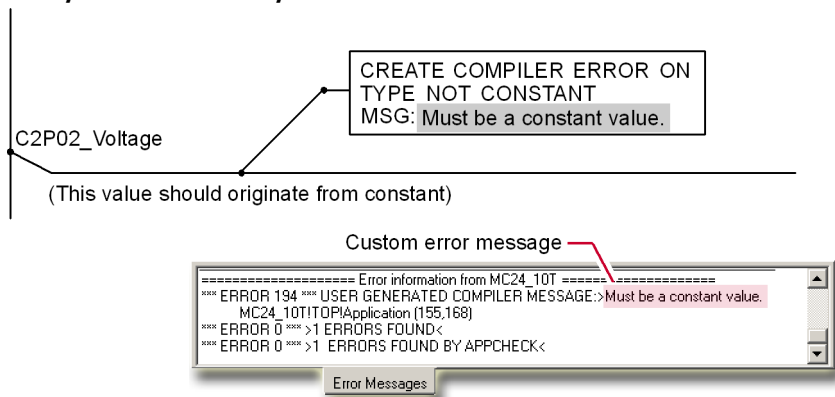 CREATE COMPILER ERROR ON
TYPE NOT CONSTANT
MSG: Must be a constant value.
C2P02_Voltage
(This value should originate from constant)
Custom error message
==================== Error information from MC24_10T ====================
*** ERROR 194 *** USER GENERATED COMPILER MESSAGE:>Must be a constant value.
MC24_10T!TOP!Application (155,168)
*** ERROR 0 *** >1 ERRORS FOUND<
*** ERROR 0 *** >1 ERRORS FOUND BY APPCHECK<
Error Messages